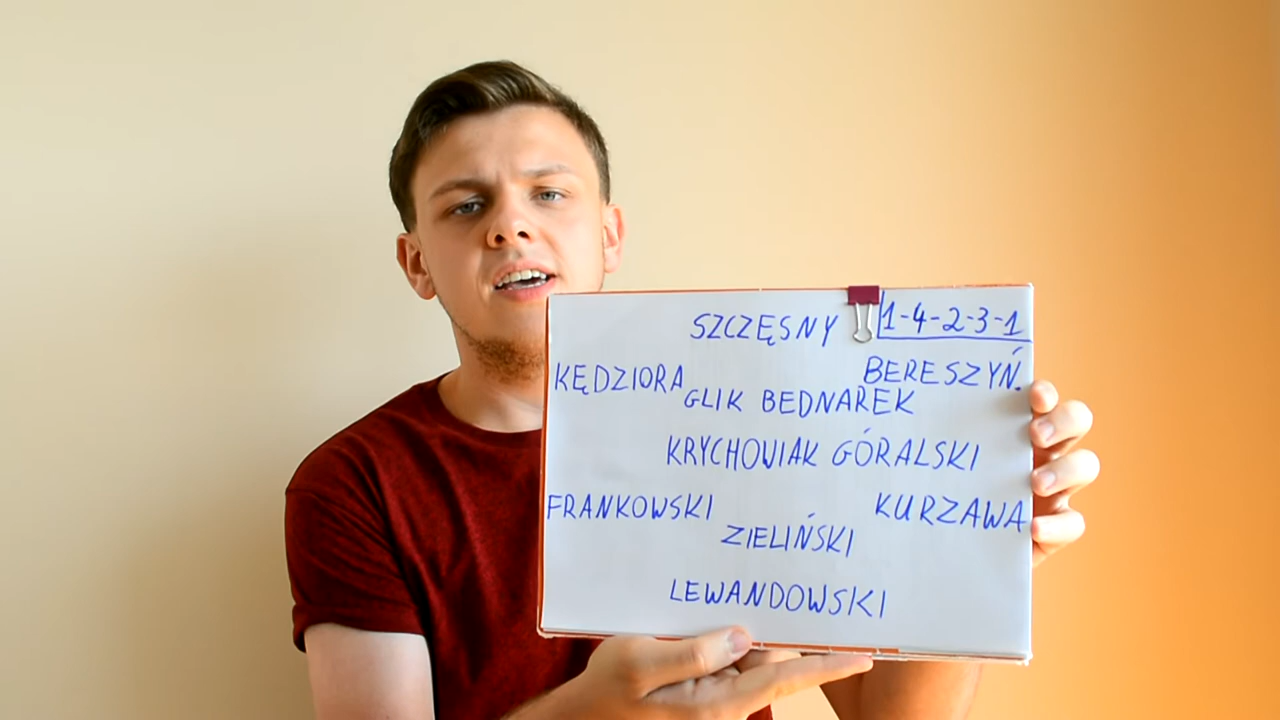 SZCZĘSNY 1-4-2-3-1
KĘDZIORA BERESZYŃ.
GLIK BEDNAREK
KRYCHOWIAK GÓRALSKI
FRANKOWSKI KURZAWA
ZIELIŃSKI
LEWANDOWSKI